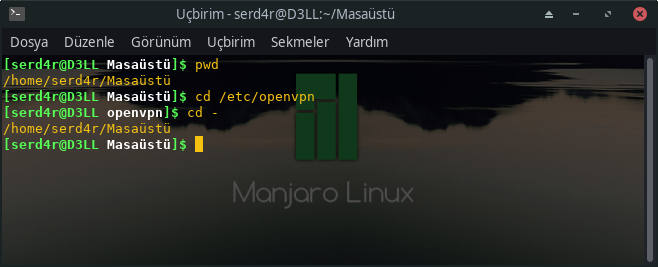 Uçbirim - serd4r@D3LL:~/Masaüstü
Dosya Düzenle Görünüm Uçbirim Sekmeler Yardım
[serd4r@D3LL Masaüstü]$ pwd
/home/serd4r/Masaüstü
[serd4r@D3LL Masaüstü]$ cd /etc/openvpn
[serd4r@D3LL openvpn]$ cd -
/home/serd4r/Masaüstü
[serd4r@D3LL Masaüstü]$
Manjaro Linux